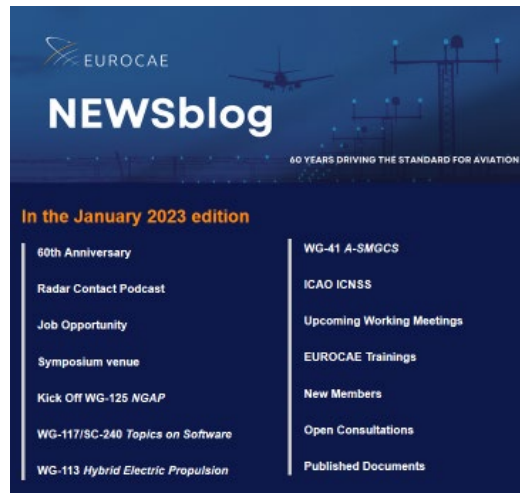 EUROCAE
NEWSblog
60 YEARS DRIVING THE STANDARD FOR AVIATION
In the January 2023 edition
60th Anniversary
Radar Contact Podcast
Job Opportunity
Symposium venue
Kick Off WG-125 NGAP
WG-117/SC-240 Topics on Software
WG-113 Hybrid Electric Propulsion
WG-41 A-SMGCS
ICAO ICNSS
Upcoming Working Meetings
EUROCAE Trainings
New Members
Open Consultations
Published Documents